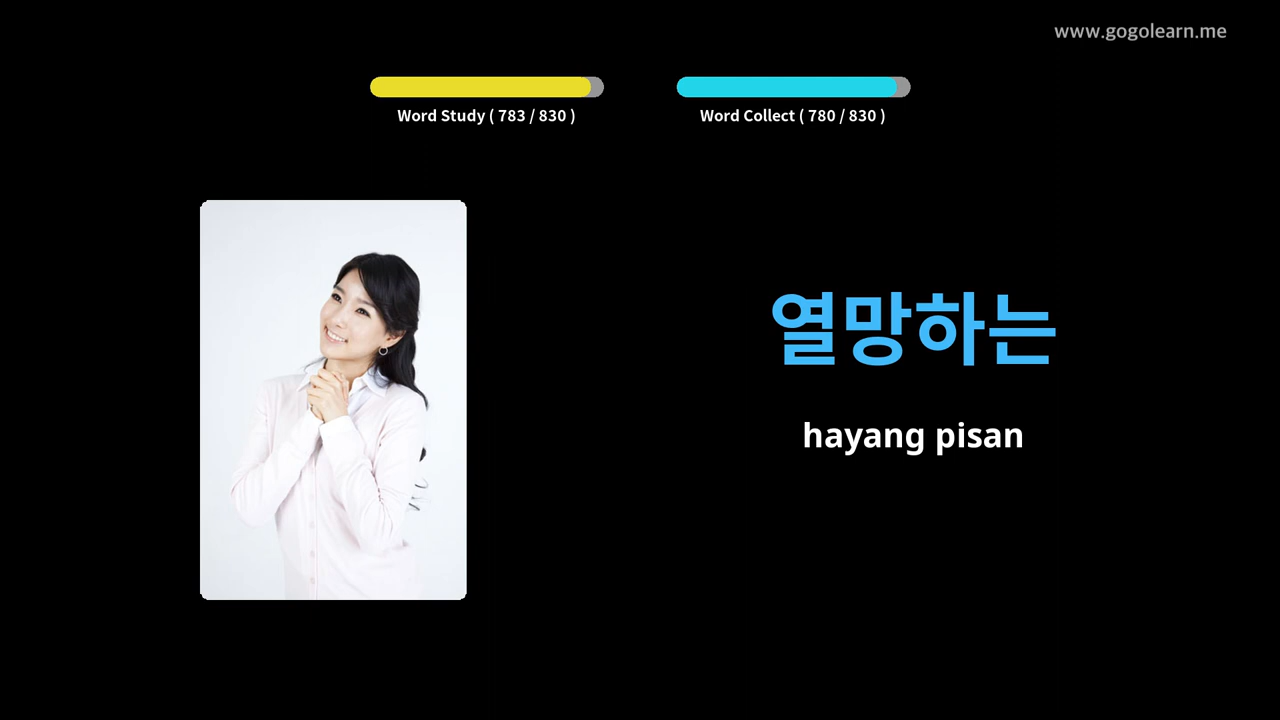 www.gogolearn.me
Word Study ( 783 / 830 )
Word Collect ( 780 / 830 )
열망하는
hayang pisan